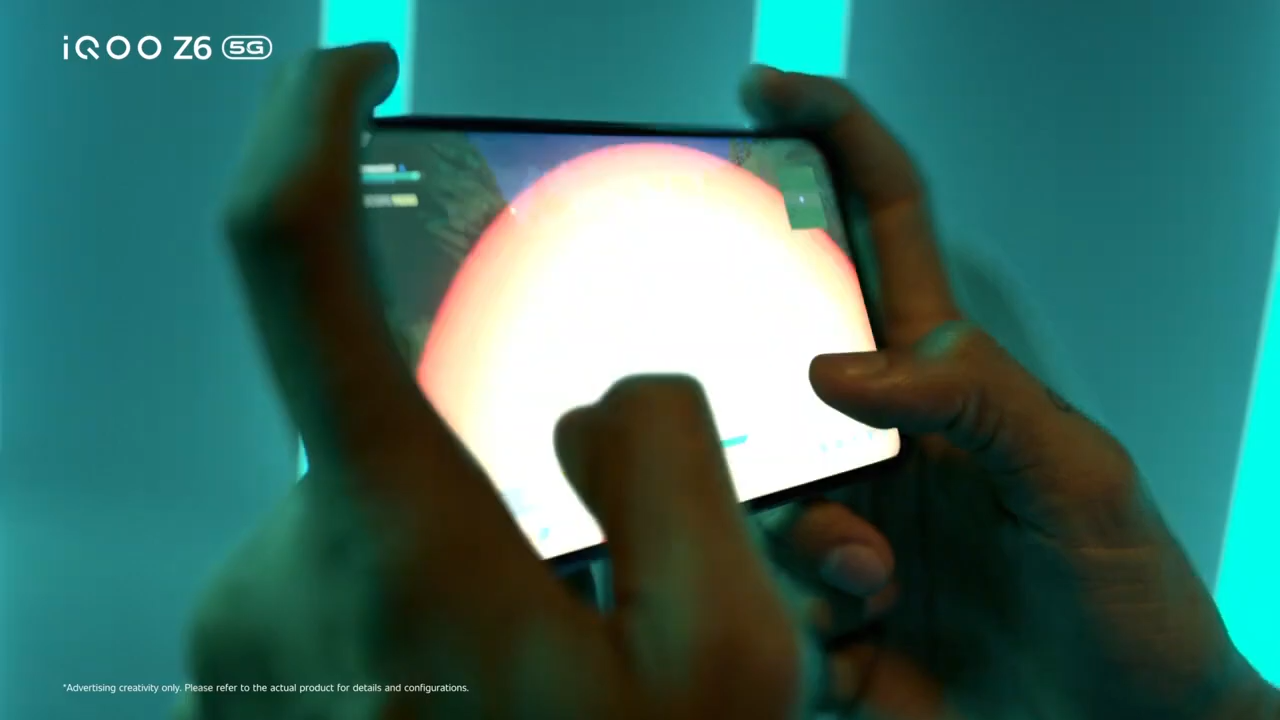 iQOO Z6 5G
*Advertising creativity only. Please refer to the actual product for details and configurations.